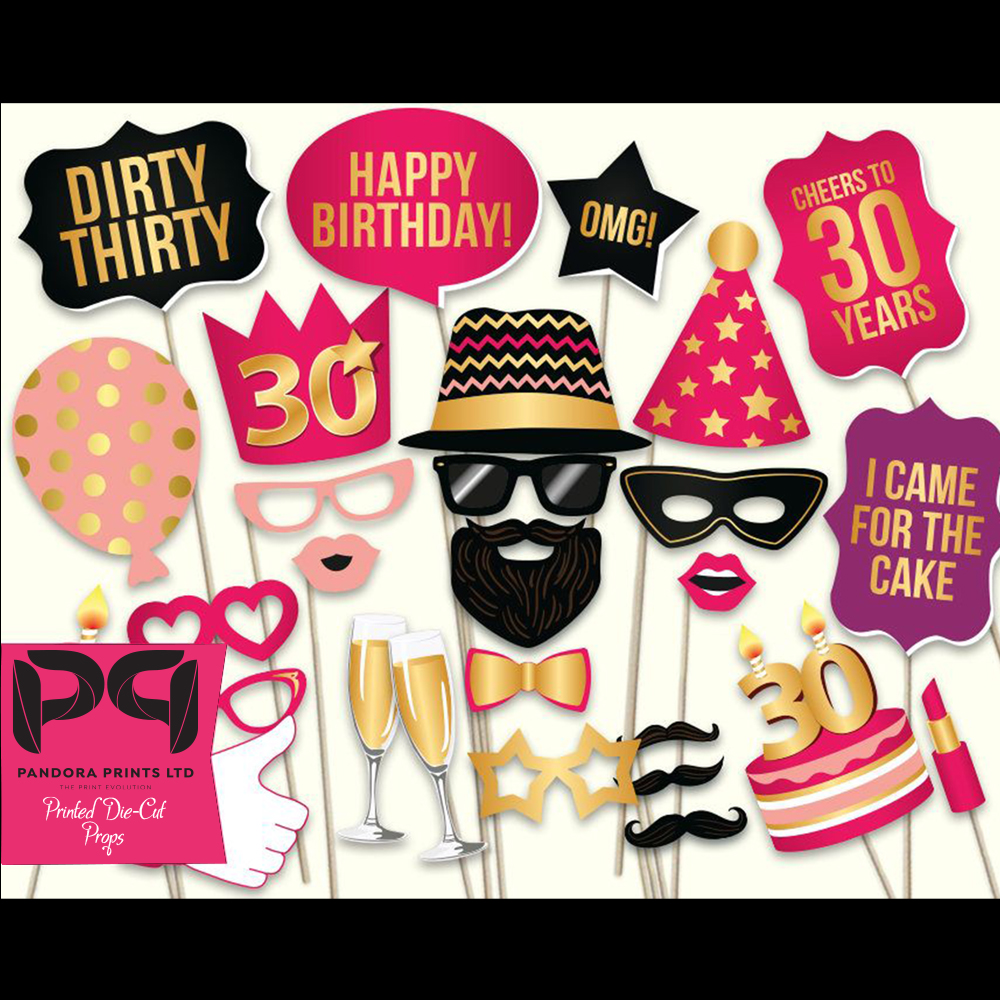 DIRTY
THIRTY
HAPPY
BIRTHDAY!
OMG!
CHEERS TO
30
YEARS
30
I CAME
FOR THE
CAKE
30
PP
PANDORA PRINTS LTD
THE PRINT EVOLUTION
Printed Die-Cut
Props